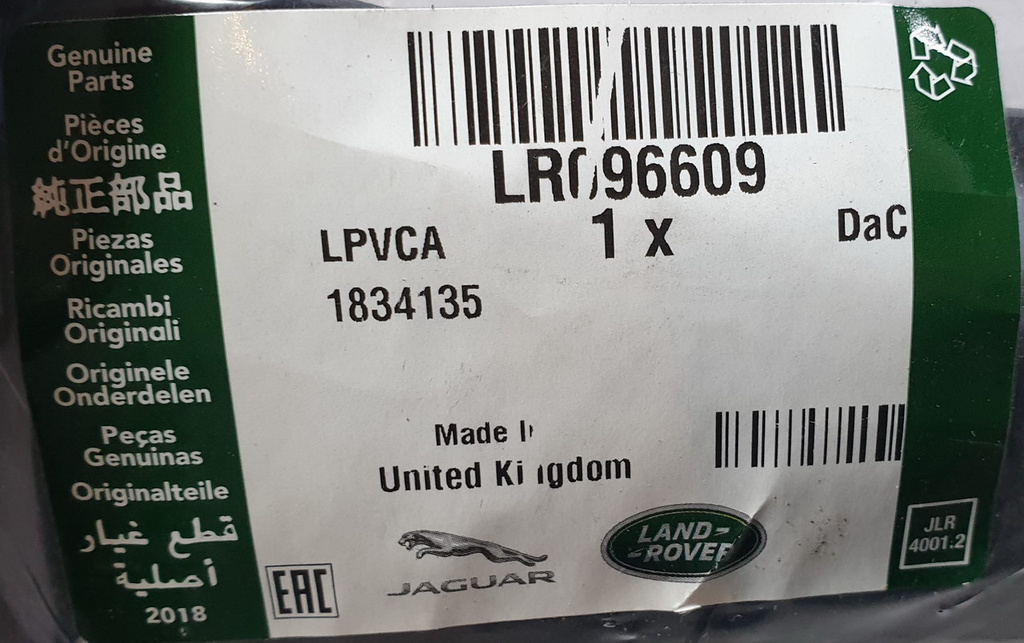 Genuine
Parts
Pièces
d'Origine
純正部品
Piezas
Originales
Ricambi
Originali
Originele
Onderdelen
Peças
Genuinas
Originalteile
قطع غيار
أصلية
2018
LR096609
1 x
DaC
LPVCA
1834135
Made In
United Kingdom
EAC
JAGUAR
LAND-
-ROVER
JLR
4001.2